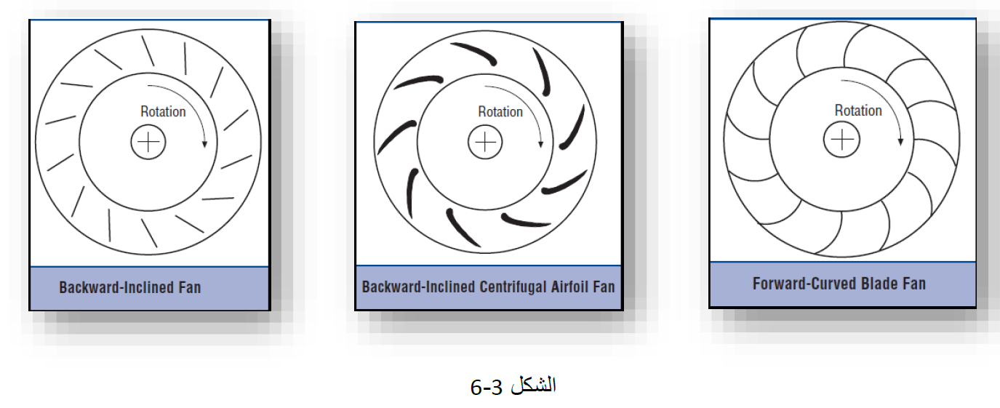 Rotation
Backward-Inclined Fan
Rotation
Backward-Inclined Centrifugal Airfoil Fan
Rotation
Forward-Curved Blade Fan
الشكل 3-6